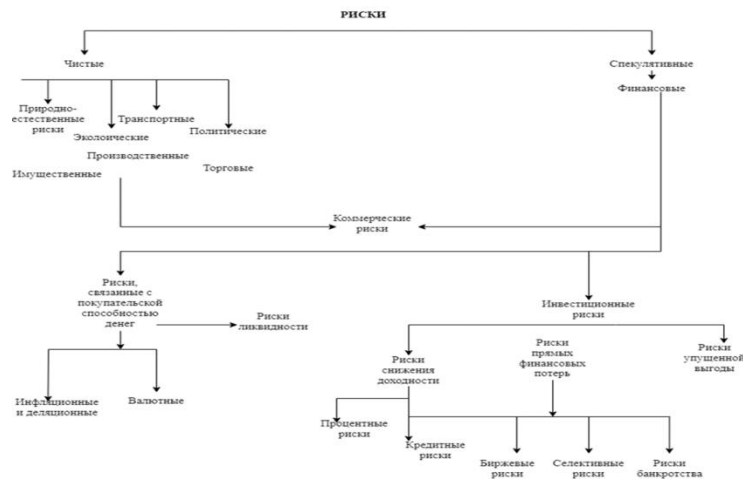 РИСКИ
Чистые
Спекулятивные
Финансовые
Природно-
естественные
риски
Транспортные
Эколоические
Политические
Производственные
Имущественные
Торговые
Коммерческие
риски
Риски,
связанные с
покупательской
способностью
денег
Риски
ликвидности
Инвестиционные
риски
Инфляционные
и деляционные
Валютные
Риски
снижения
доходности
Риски
прямых
финансовых
потерь
Риски
упущенной
выгоды
Процентные
риски
Кредитные
риски
Биржевые
риски
Селективные
риски
Риски
банкротства